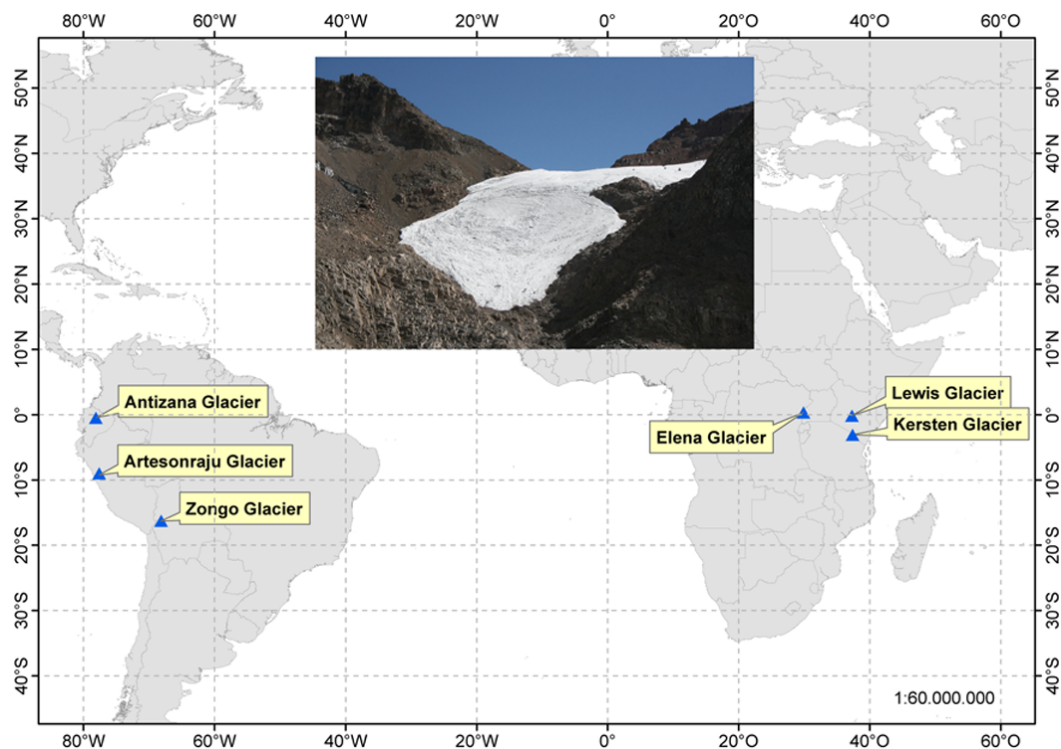 80°W 60°W 40°W 20°W 0° 20°O 40°O 60°O
50°N 50°N
40°N 40°N
30°N 30°N
20°N 20°N
10°N 10°N
Antizana Glacier
Lewis Glacier
0° 0°
Kersten Glacier
Elena Glacier
Artesonraju Glacier
10°S 10°S
Zongo Glacier
20°S 20°S
30°S 30°S
40°S 40°S
1:60.000.000
80°W 60°W 40°W 20°W 0° 20°O 40°O 60°O